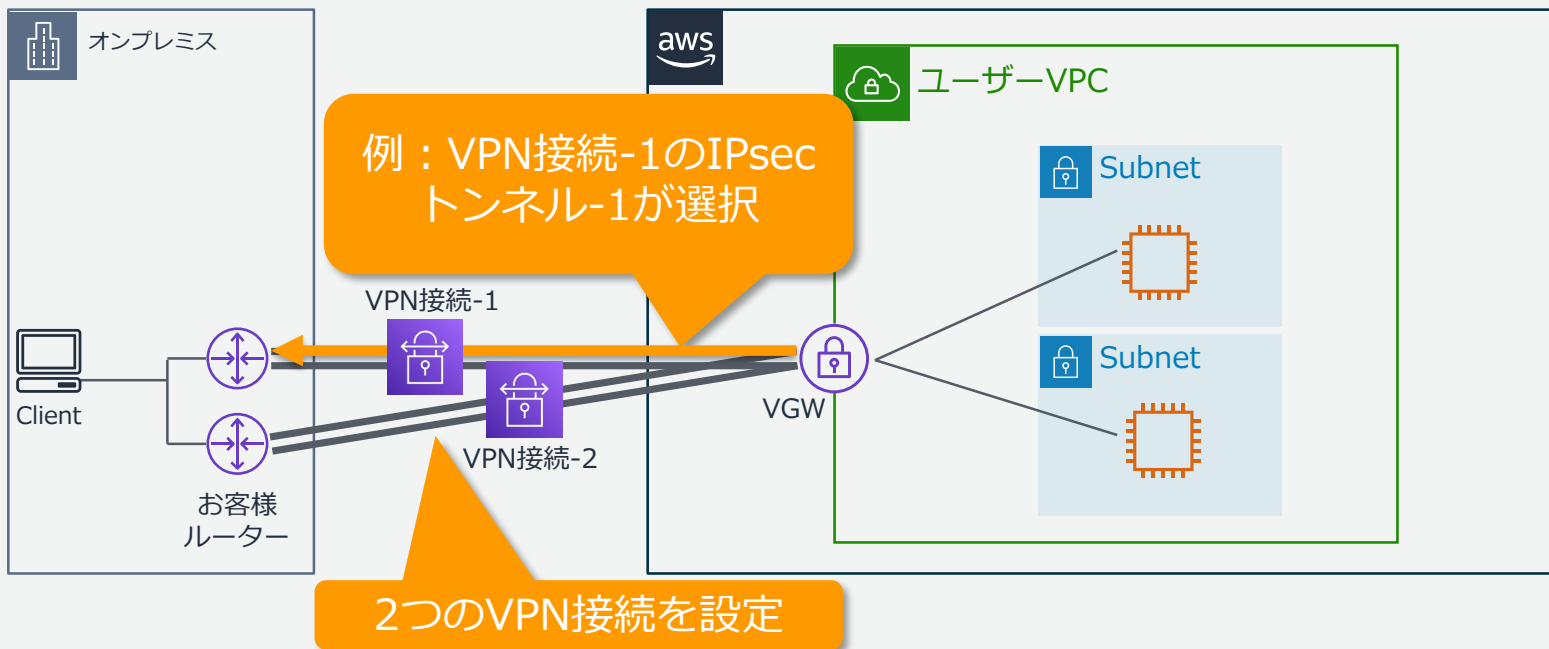 オンプレミス
aws
ユーザーVPC
例：VPN接続-1のIPsec
トンネル-1が選択
Subnet
VPN接続-1
Subnet
Client
VGW
VPN接続-2
お客様
ルーター
2つのVPN接続を設定